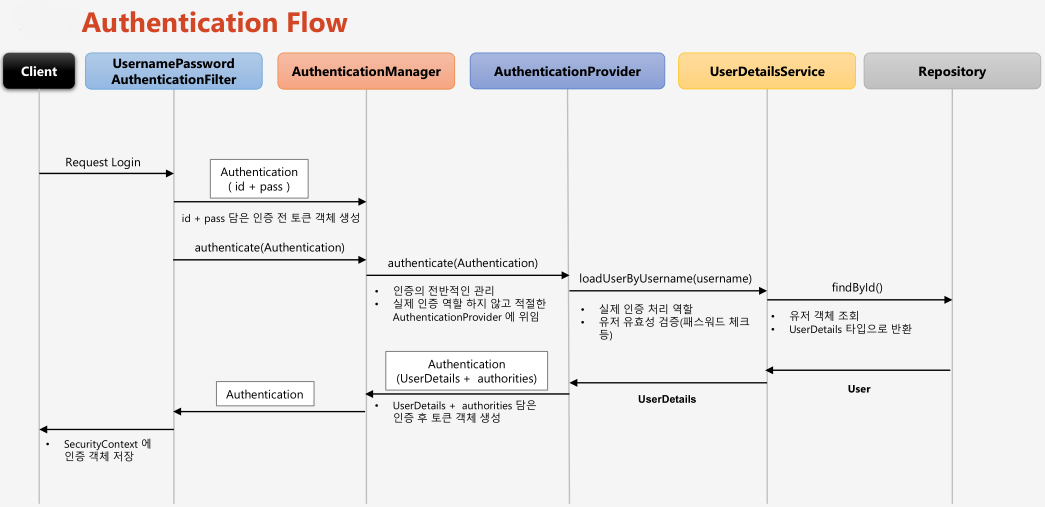 Authentication Flow
Client
UsernamePassword
AuthenticationFilter
AuthenticationManager
AuthenticationProvider
UserDetailsService
Repository
Request Login
Authentication
( id + pass )
id + pass 담은 인증 전 토큰 객체 생성
authenticate(Authentication)
authenticate(Authentication)
• 인증의 전반적인 관리
• 실제 인증 역할 하지 않고 적절한
AuthenticationProvider 에 위임
loadUserByUsername(username)
• 실제 인증 처리 역할
• 유저 유효성 검증(패스워드 체크
등)
findById()
• 유저 객체 조회
• UserDetails 타입으로 반환
User
UserDetails
Authentication
(UserDetails + authorities)
• UserDetails + authorities 담은
인증 후 토큰 객체 생성
Authentication
• SecurityContext 에
인증 객체 저장